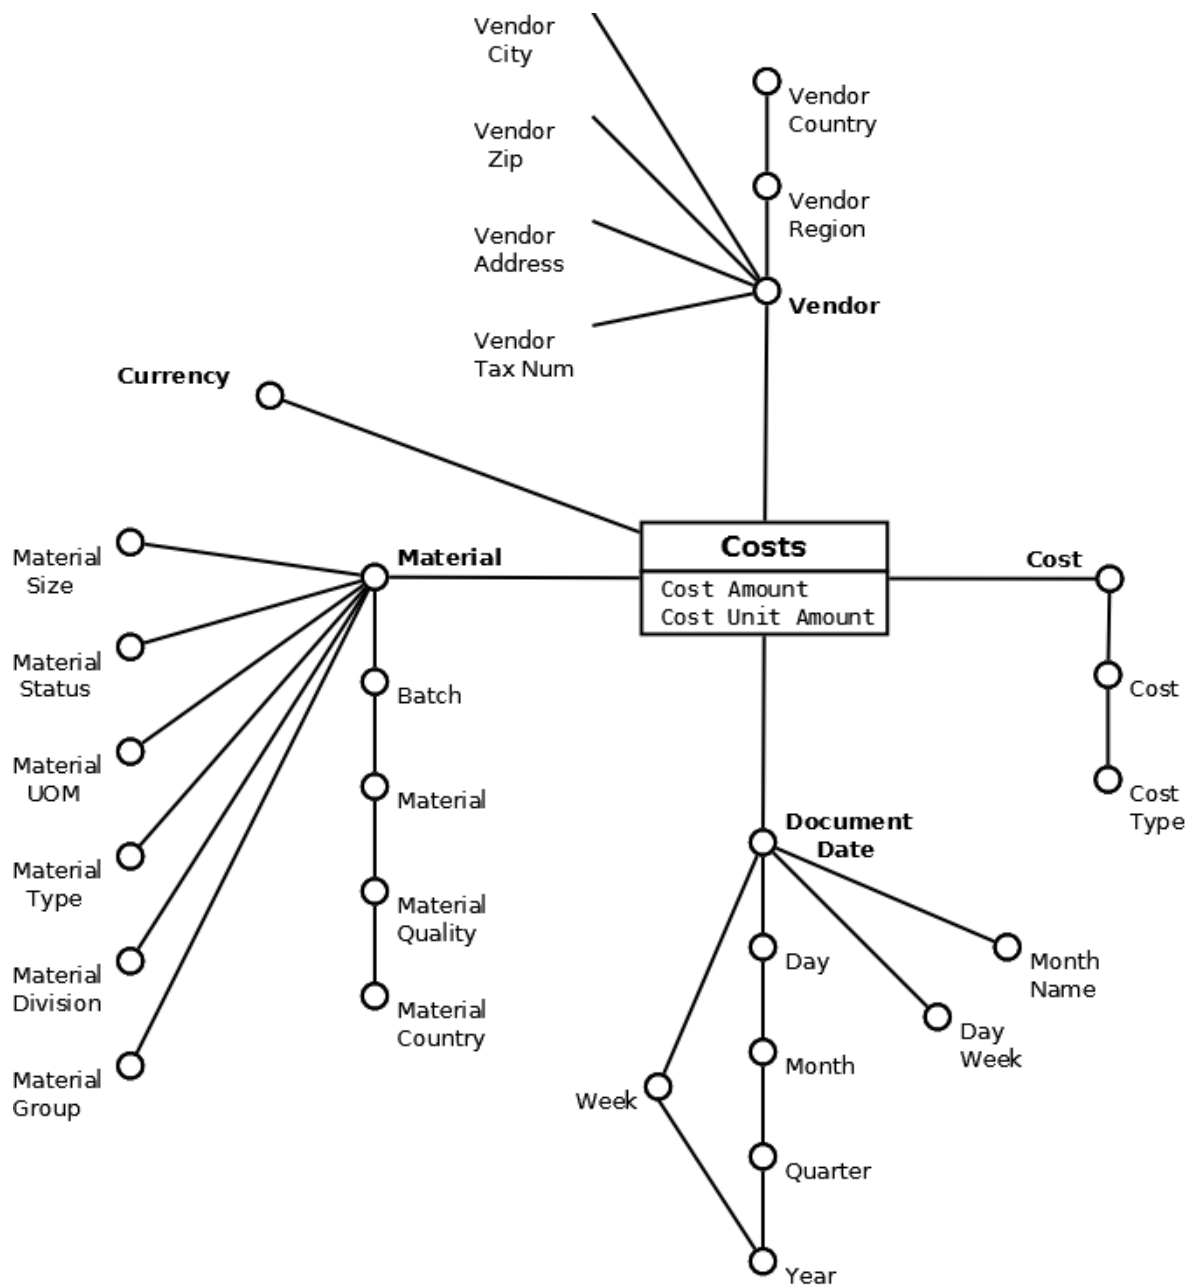 Vendor
City
Vendor
Country
Vendor
Zip
Vendor
Region
Vendor
Address
Vendor
Vendor
Tax Num
Currency
Costs
Cost Amount
Cost Unit Amount
Material
Cost
Material
Size
Material
Status
Batch
Cost
Material
UOM
Material
Cost
Type
Document
Date
Material
Type
Material
Quality
Material
Division
Day
Month
Name
Material
Country
Day
Week
Material
Group
Month
Week
Quarter
Year